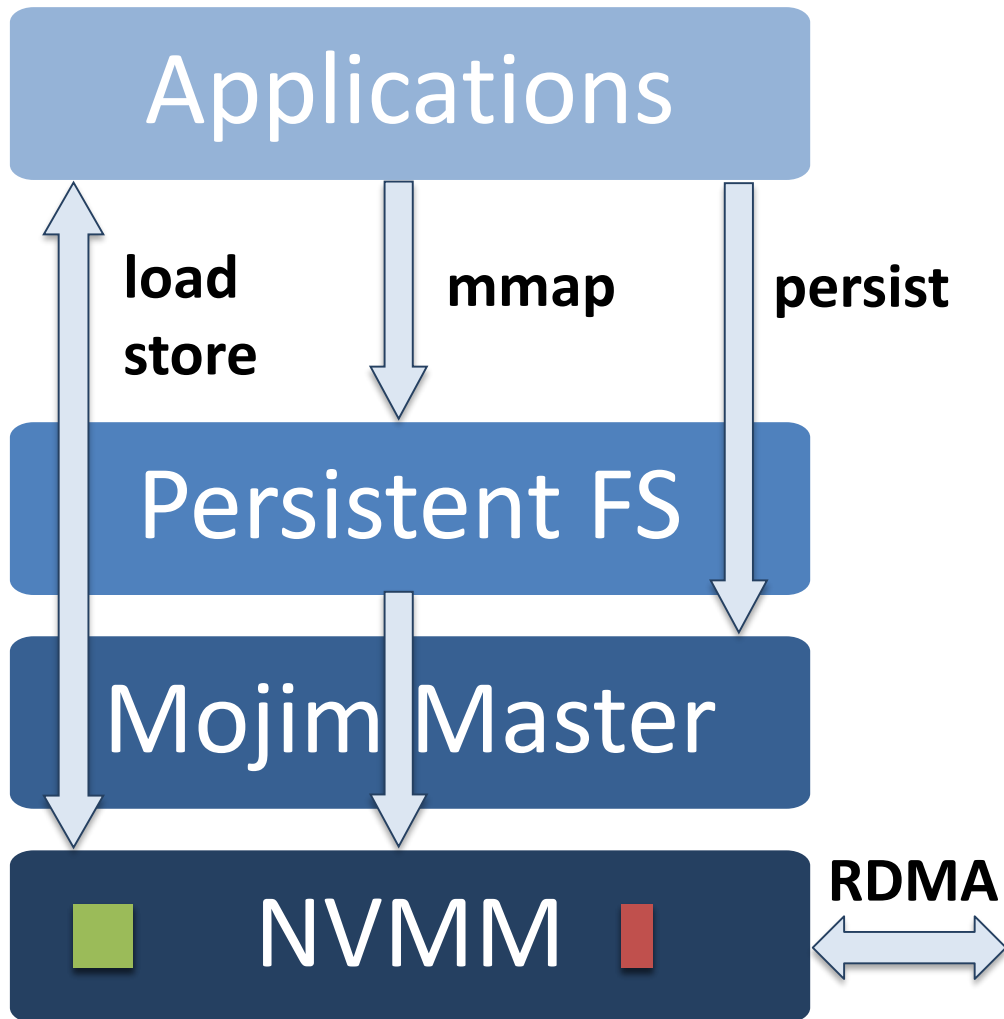 Applications
load
store
mmap
persist
Persistent FS
Mojim Master
NVMM
RDMA